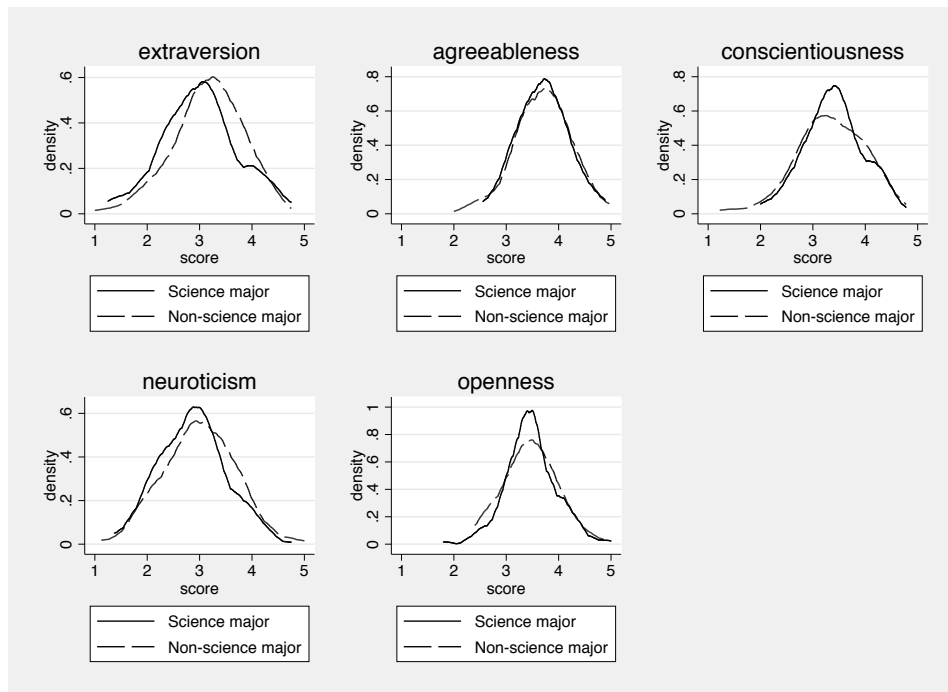 extraversion
density
0
.2
.4
.6
1 2 3 4 5
score
Science major
Non-science major
agreeableness
density
0
.2
.4
.6
.8
1 2 3 4 5
score
Science major
Non-science major
conscientiousness
density
0
.2
.4
.6
.8
1 2 3 4 5
score
Science major
Non-science major
neuroticism
density
0
.2
.4
.6
1 2 3 4 5
score
Science major
Non-science major
openness
density
0
.2
.4
.6
.8
1
1 2 3 4 5
score
Science major
Non-science major